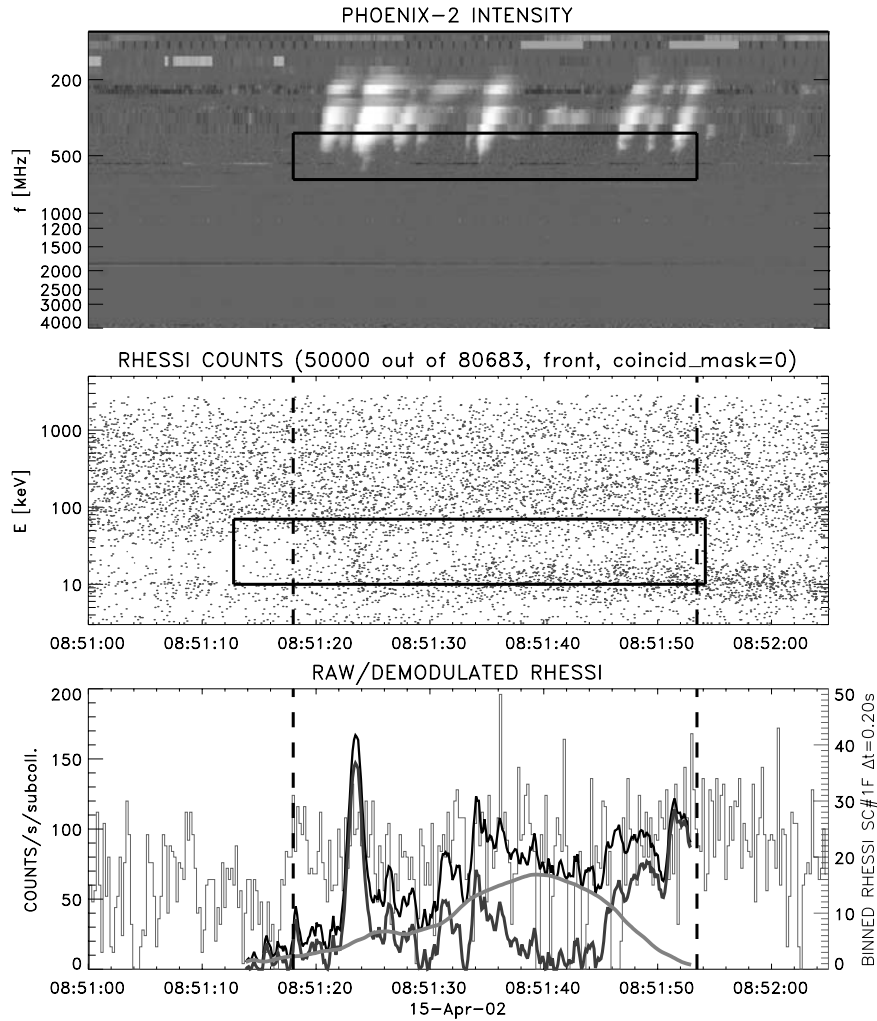 PHOENIX-2 INTENSITY
f [MHz]
200
500
1000
1200
1500
2000
2500
3000
4000
RHESSI COUNTS (50000 out of 80683, front, coincid_mask=0)
E [keV]
1000
100
10
08:51:00 08:51:10 08:51:20 08:51:30 08:51:40 08:51:50 08:52:00
RAW/DEMODULATED RHESSI
COUNTS/s/subcoll.
200
150
100
50
0
50
40
30
20
10
0
BINNED RHESSI SC#1F Δt=0.20s
08:51:00 08:51:10 08:51:20 08:51:30 08:51:40 08:51:50 08:52:00
15-Apr-02